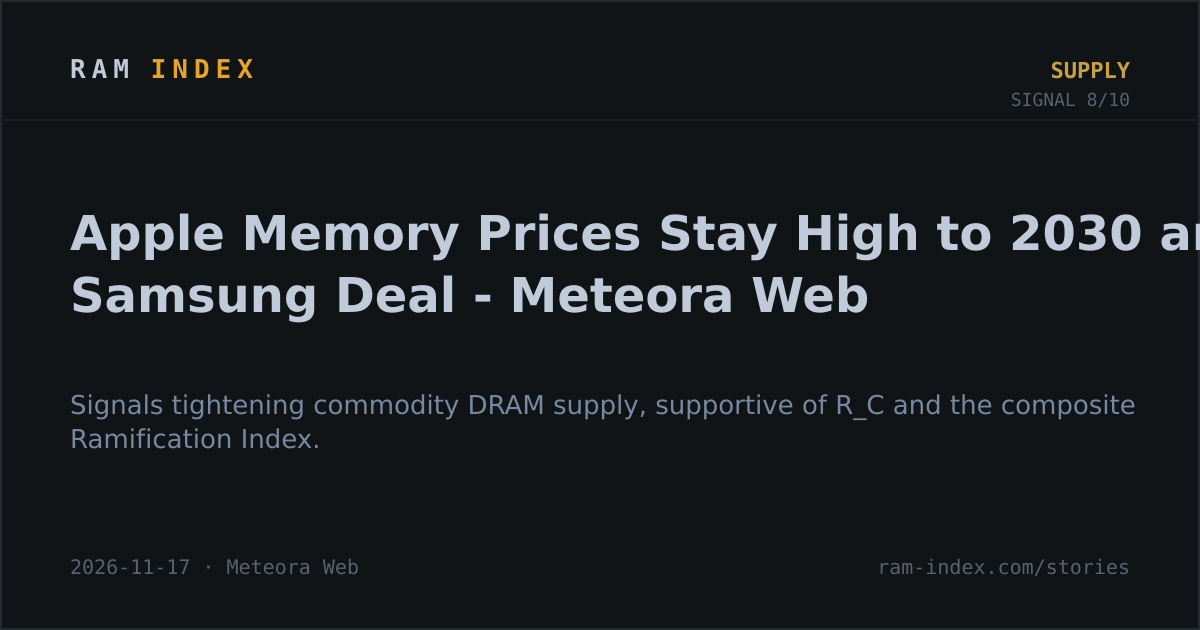 RAM INDEX
SUPPLY
SIGNAL 8/10
Apple Memory Prices Stay High to 2030
Samsung Deal - Meteora Web
Signals tightening commodity DRAM supply, supportive of R_C and the composite
Ramification Index.
2026-11-17 · Meteora Web
ram-index.com/stories